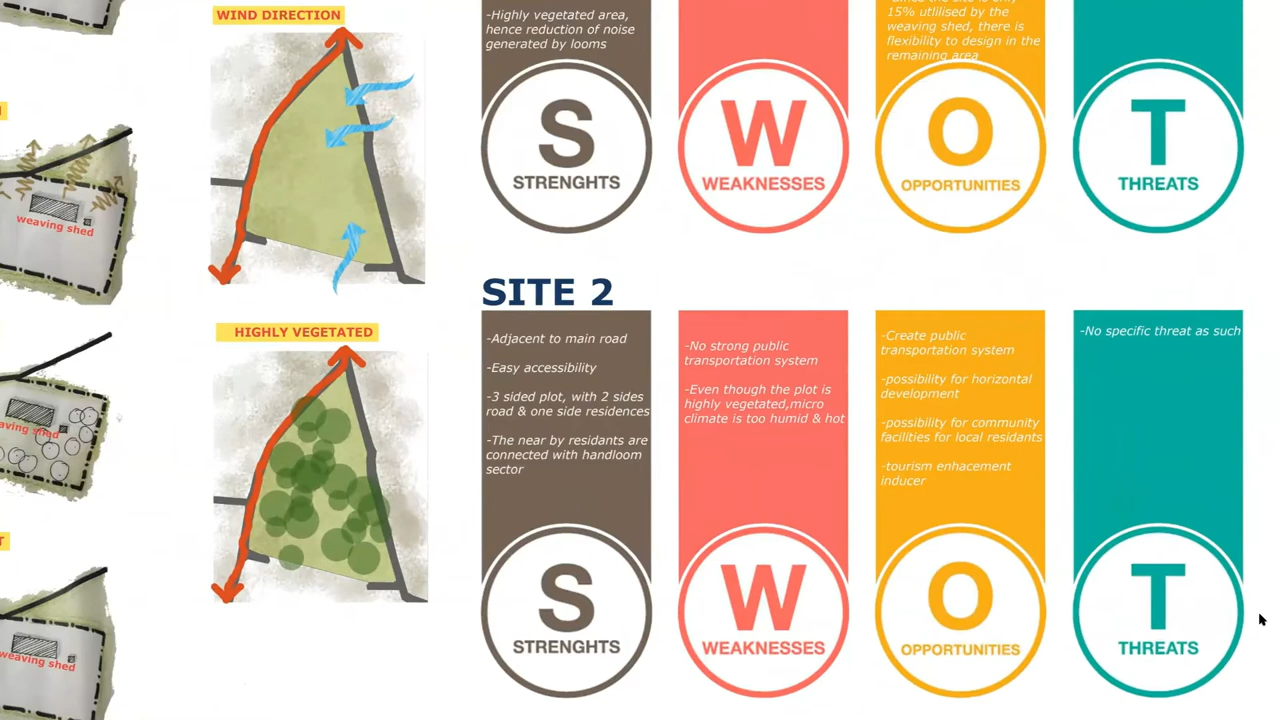 WIND DIRECTION
weaving shed
weaving shed
T
weaving shed
HIGHLY VEGETATED
-Highly vegetated area,
hence reduction of noise
generated by looms
15% utlilised by the
weaving shed, there is
flexibility to design in the
remaining area
S
STRENGHTS
W
WEAKNESSES
O
OPPORTUNITIES
T
THREATS
SITE 2
-Adjacent to main road
-Easy accessibility
-3 sided plot, with 2 sides
road & one side residences
-The near by residants are
connected with handloom
sector
S
STRENGHTS
-No strong public
transportation system
-Even though the plot is
highly vegetated,micro
climate is too humid & hot
W
WEAKNESSES
-Create public
transportation system
-possibility for horizontal
development
-possibility for community
facilities for local residants
-tourism enhacement
inducer
O
OPPORTUNITIES
-No specific threat as such
T
THREATS